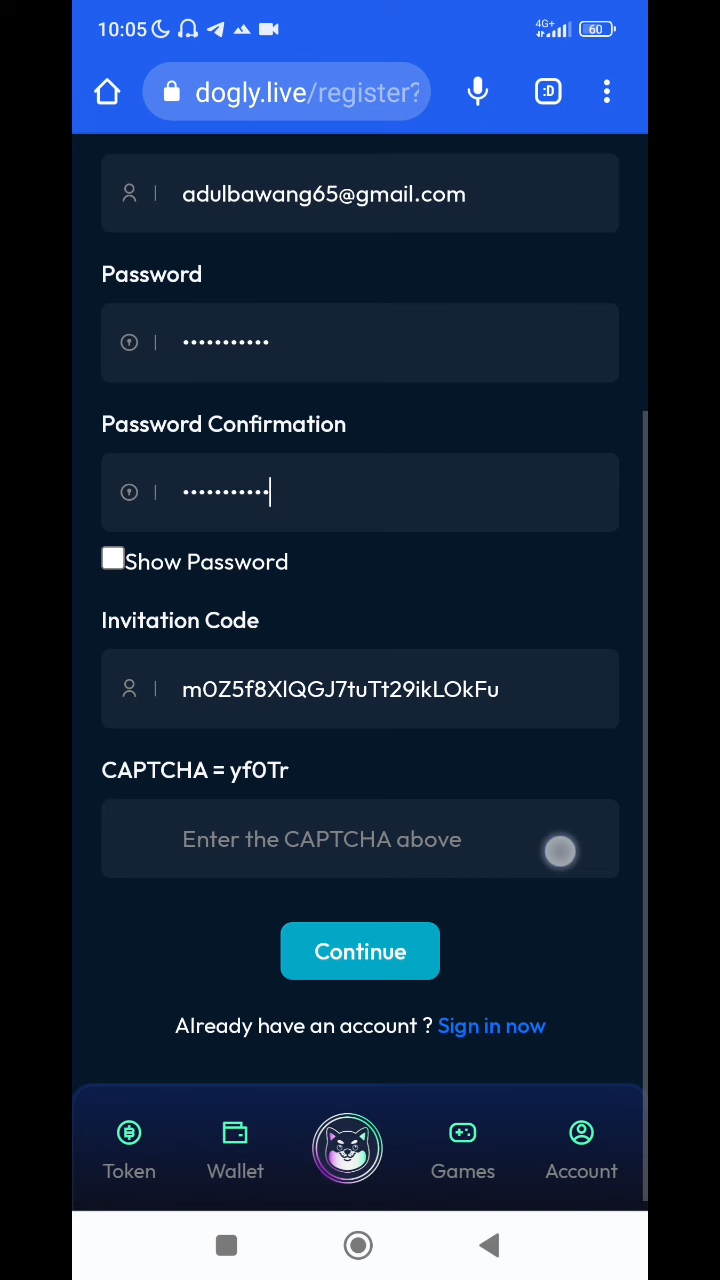 10:05
4G+
60
dogly.live/register?
:D
adulbawang65@gmail.com
Password
•••••••••••
Password Confirmation
•••••••••••
Show Password
Invitation Code
m0Z5f8XlQGJ7tuTt29ikLOkFu
CAPTCHA = yf0Tr
Enter the CAPTCHA above
Continue
Already have an account ? Sign in now
Token
Wallet
Games
Account